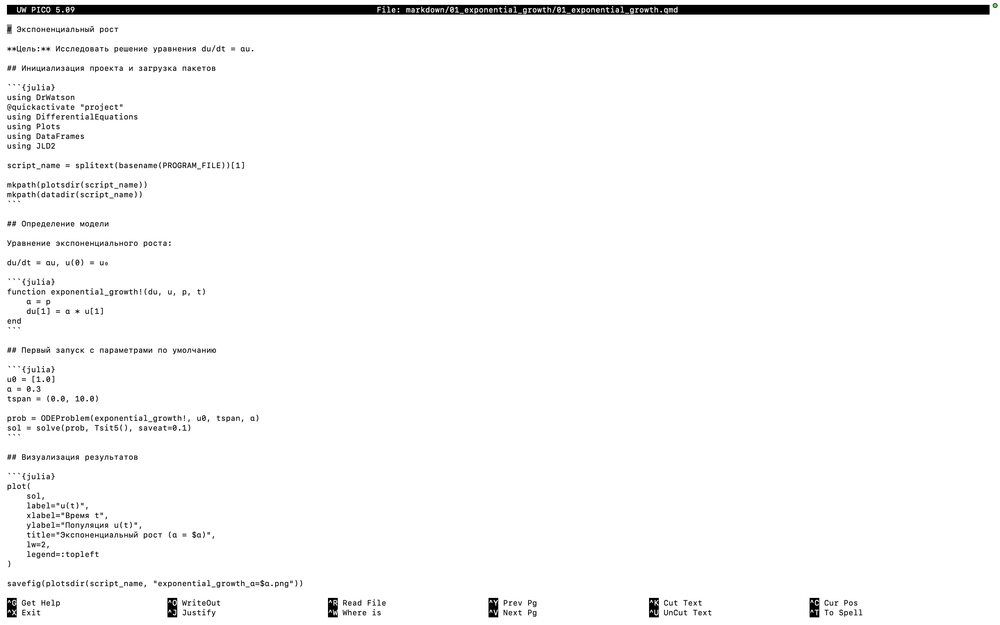 UW PICO 5.09 File: markdown/01_exponential_growth/01_exponential_growth.qmd
# Экспоненциальный рост
**Цель:** Исследовать решение уравнения du/dt = αu.
## Инициализация проекта и загрузка пакетов
```{julia}
using DrWatson
@quickactivate "project"
using DifferentialEquations
using Plots
using DataFrames
using JLD2
script_name = splitext(basename(PROGRAM_FILE))[1]
mkpath(plotsdir(script_name))
mkpath(datadir(script_name))
```
## Определение модели
Уравнение экспоненциального роста:
du/dt = αu, u(0) = u₀
```{julia}
function exponential_growth!(du, u, p, t)
    α = p
    du[1] = α * u[1]
end
```
## Первый запуск с параметрами по умолчанию
```{julia}
u0 = [1.0]
α = 0.3
tspan = (0.0, 10.0)
prob = ODEProblem(exponential_growth!, u0, tspan, α)
sol = solve(prob, Tsit5(), saveat=0.1)
```
## Визуализация результатов
```{julia}
plot(
    sol,
    label="u(t)",
    xlabel="Время t",
    ylabel="Популяция u(t)",
    title="Экспоненциальный рост (α = $α)",
    lw=2,
    legend=:topleft
)
savefig(plotsdir(script_name, "exponential_growth_α=$α.png"))
^G Get Help ^O WriteOut ^R Read File ^Y Prev Pg ^K Cut Text ^C Cur Pos
^X Exit ^J Justify ^W Where is ^V Next Pg ^U UnCut Text ^T To Spell